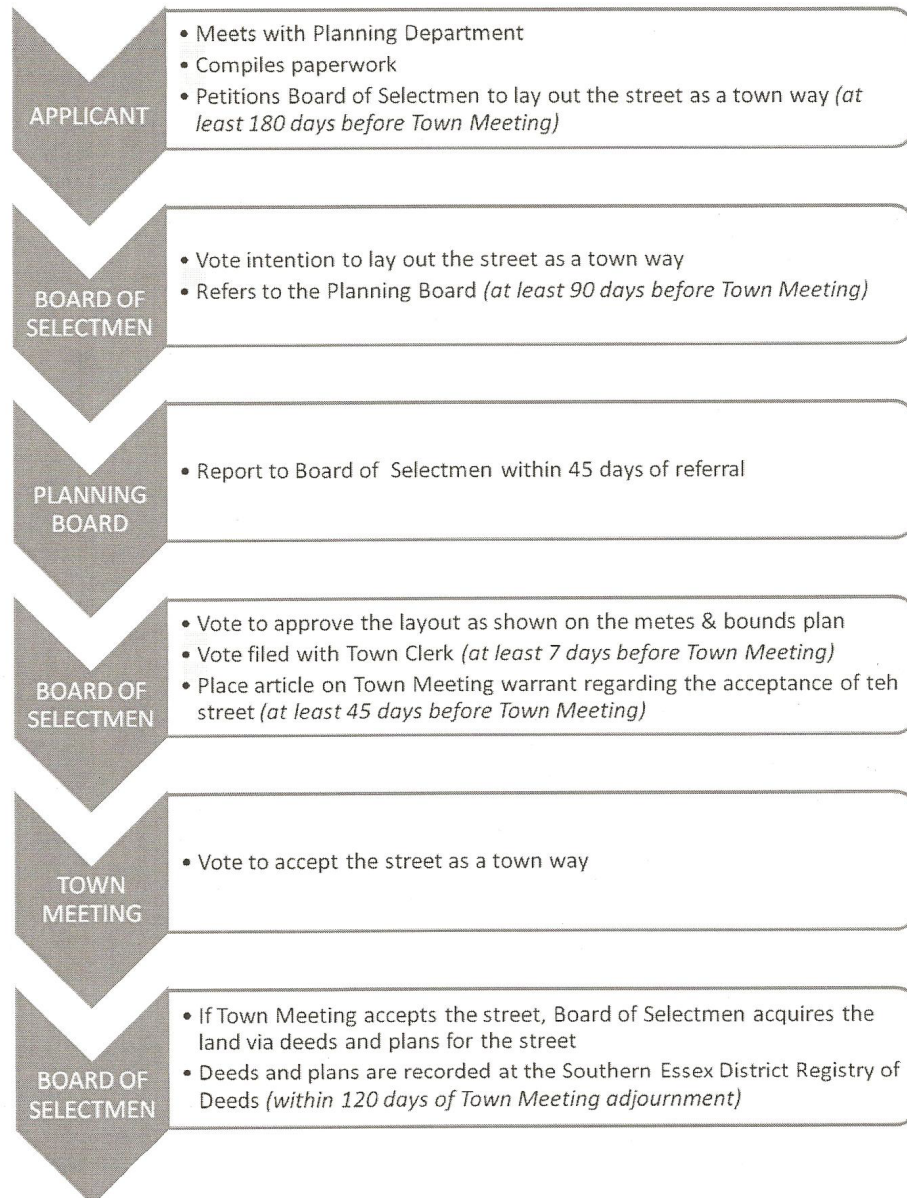 APPLICANT
• Meets with Planning Department
• Compiles paperwork
• Petitions Board of Selectmen to lay out the street as a town way (at
least 180 days before Town Meeting)
BOARD OF
SELECTMEN
• Vote intention to lay out the street as a town way
• Refers to the Planning Board (at least 90 days before Town Meeting)
PLANNING
BOARD
• Report to Board of Selectmen within 45 days of referral
BOARD OF
SELECTMEN
• Vote to approve the layout as shown on the metes & bounds plan
• Vote filed with Town Clerk (at least 7 days before Town Meeting)
• Place article on Town Meeting warrant regarding the acceptance of teh
street (at least 45 days before Town Meeting)
TOWN
MEETING
• Vote to accept the street as a town way
BOARD OF
SELECTMEN
• If Town Meeting accepts the street, Board of Selectmen acquires the
land via deeds and plans for the street
• Deeds and plans are recorded at the Southern Essex District Registry of
Deeds (within 120 days of Town Meeting adjournment)